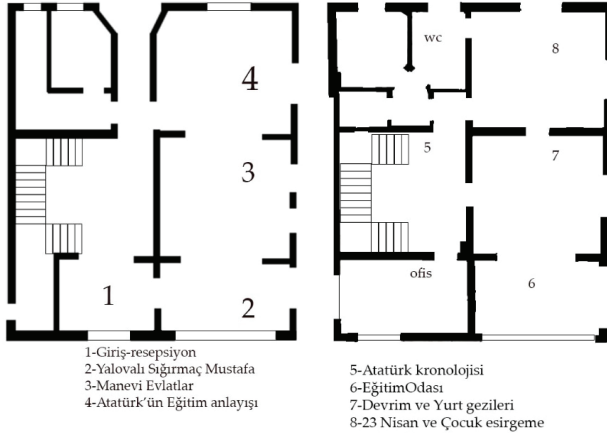 4
3
1
2
wc
8
5
7
ofis
6
1-Giriş-resepsiyon
2-Yalovalı Sığırmaç Mustafa
3-Manevi Evlatlar
4-Atatürk'ün Eğitim anlayışı
5-Atatürk kronolojisi
6-EğitimOdası
7-Devrim ve Yurt gezileri
8-23 Nisan ve Çocuk esirgeme